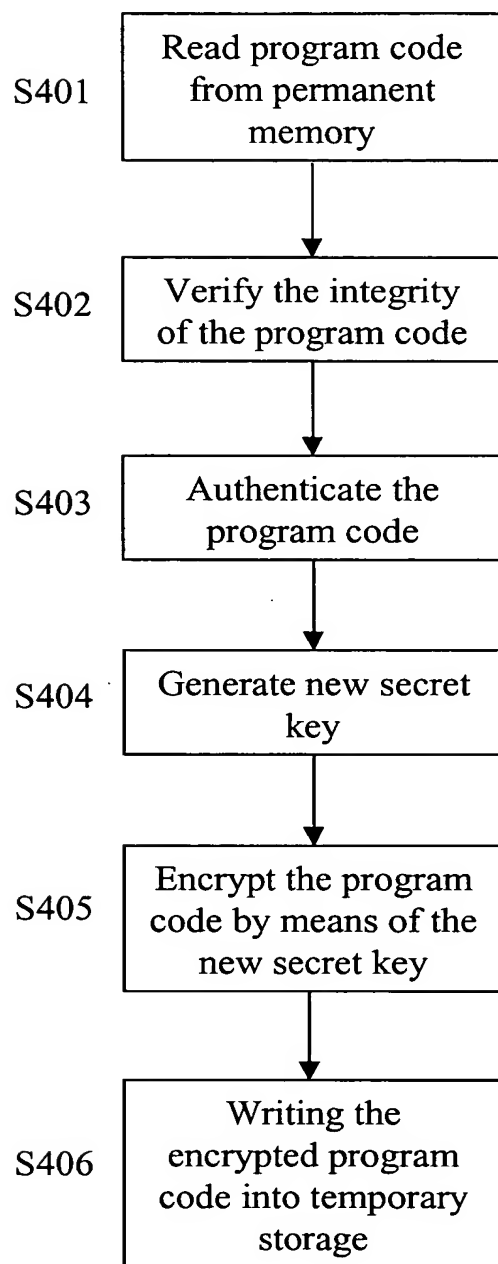 S401
Read program code
from permanent
memory
S402
Verify the integrity
of the program code
S403
Authenticate the
program code
S404
Generate new secret
key
S405
Encrypt the program
code by means of the
new secret key
S406
Writing the
encrypted program
code into temporary
storage